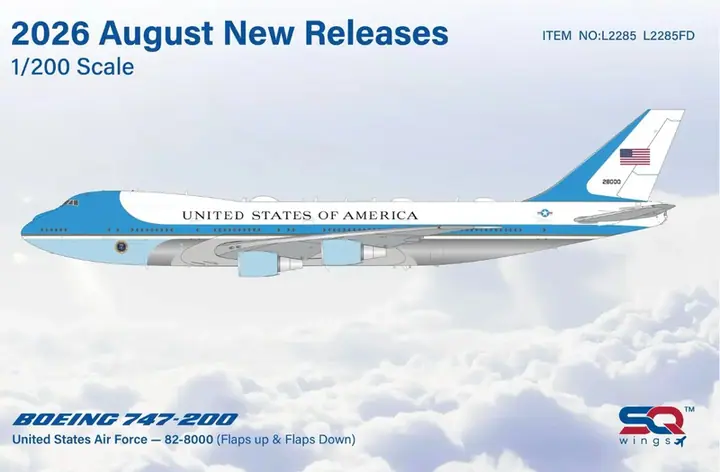 2026 August New Releases
ITEM NO:L2285 L2285FD
1/200 Scale
28000
UNITED STATES OF AMERICA
BOEING 747-200
United States Air Force — 82-8000 (Flaps up & Flaps Down)
SQ™
wings